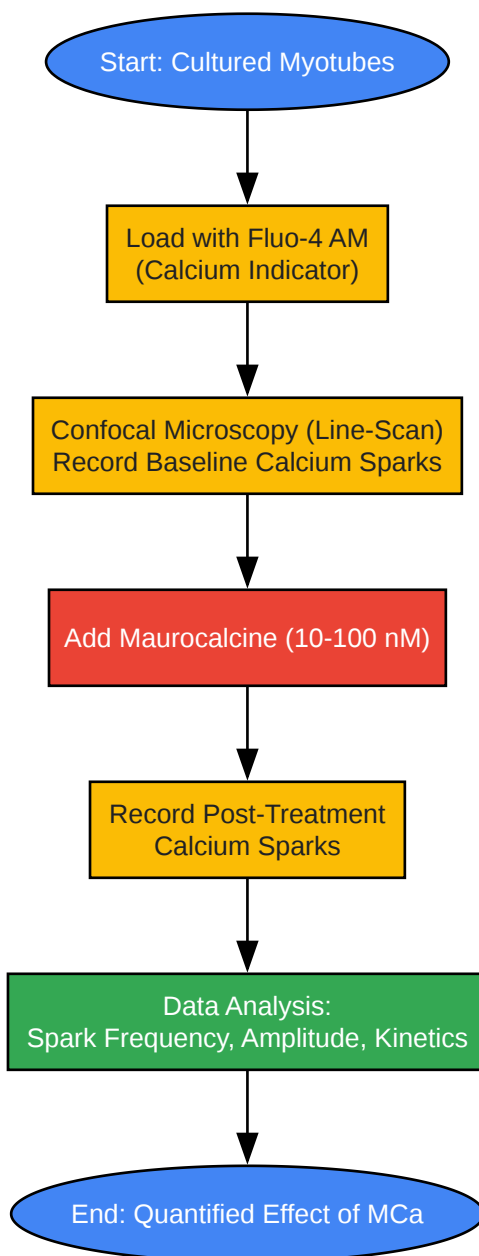 Start: Cultured Myotubes
Load with Fluo-4 AM
(Calcium Indicator)
Confocal Microscopy (Line-Scan)
Record Baseline Calcium Sparks
Add Maurocalcine (10-100 nM)
Record Post-Treatment
Calcium Sparks
Data Analysis:
Spark Frequency, Amplitude, Kinetics
End: Quantified Effect of MCa